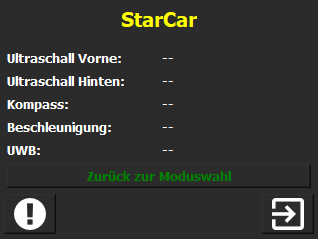 StarCar
Ultraschall Vorne: --
Ultraschall Hinten: --
Kompass: --
Beschleunigung: --
UWB: --
Zurück zur Moduswahl